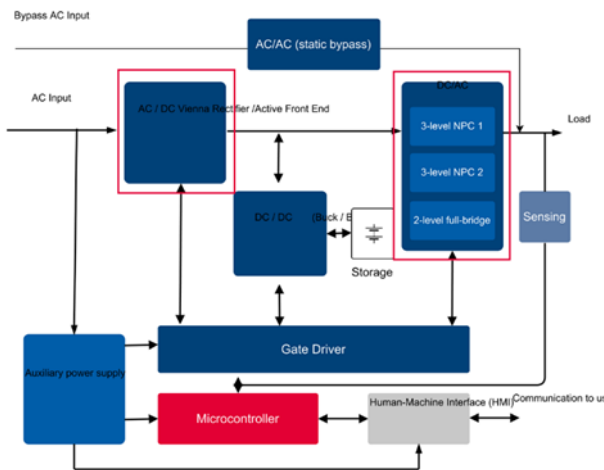 Bypass AC Input
AC/AC (static bypass)
DC/AC
AC Input
AC / DC Vienna Rectifier /Active Front End
3-level NPC 1
Load
3-level NPC 2
DC / DC
(Buck /
2-level full-bridge
Sensing
Storage
Gate Driver
Auxiliary power supply
Microcontroller
Human-Machine Interface (HMI)
Communication to us